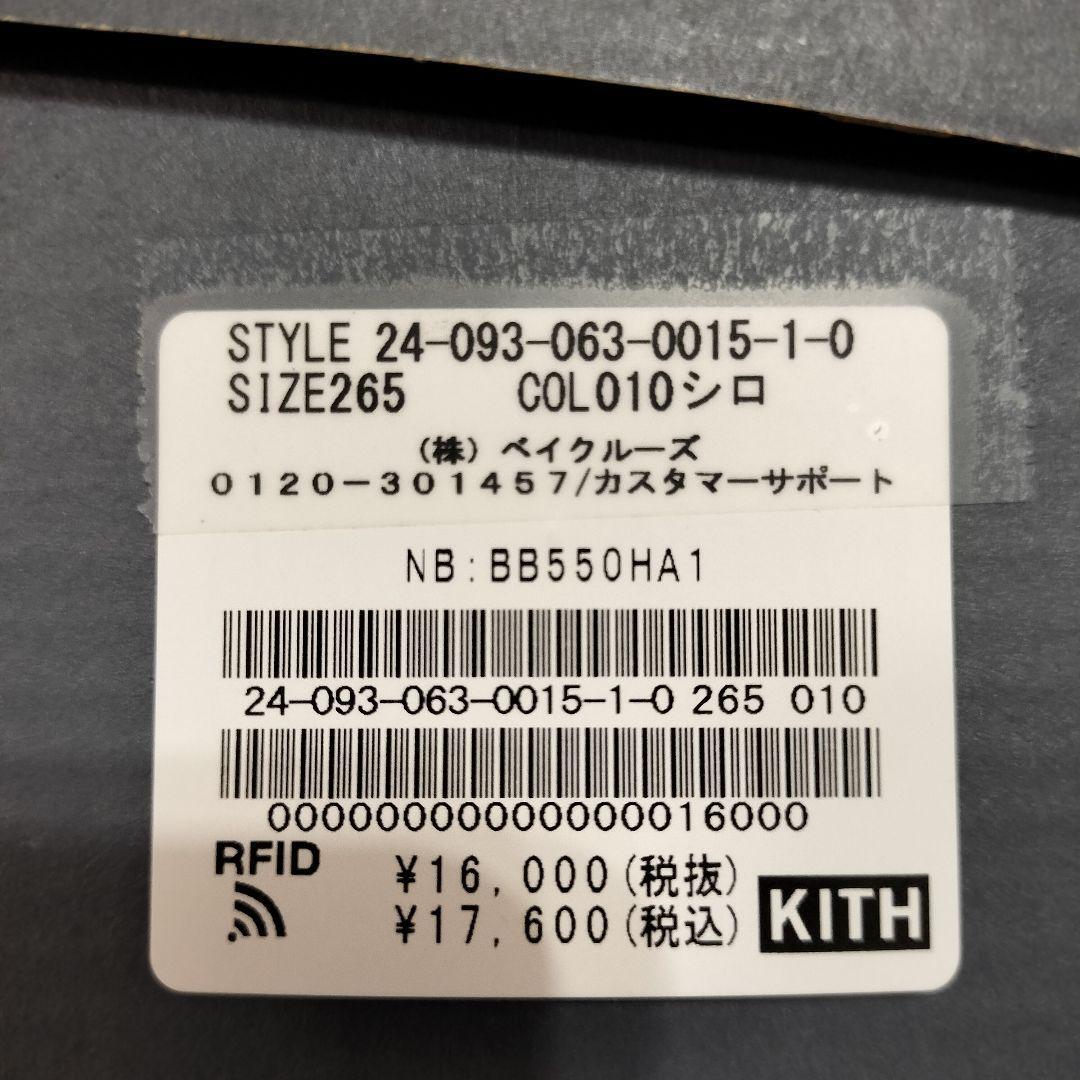 STYLE 24-093-063-0015-1-0
SIZE265 COL010シロ
(株) ベイクルーズ
0120-301457/カスタマーサポート
NB:BB550HA1
24-093-063-0015-1-0 265 010
00000000000000016000
RFID
¥16,000(税抜)
¥17,600(税込)
KITH